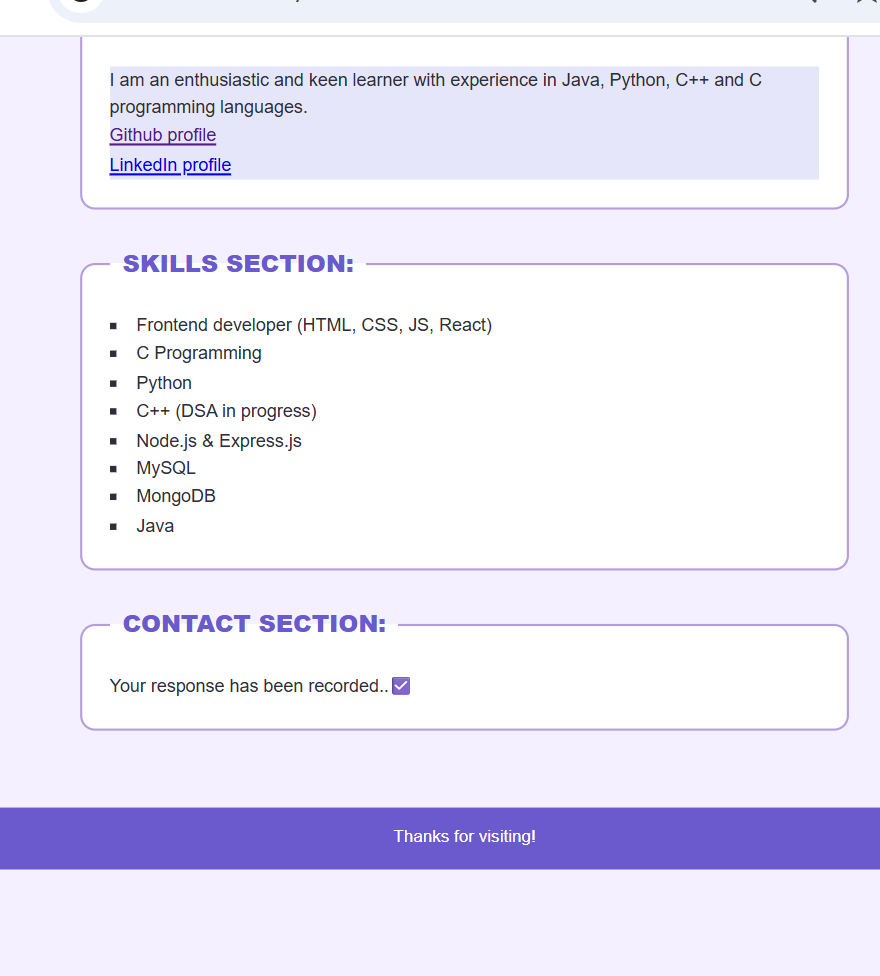 I am an enthusiastic and keen learner with experience in Java, Python, C++ and C
programming languages.
Github profile
LinkedIn profile
SKILLS SECTION:
Frontend developer (HTML, CSS, JS, React)
C Programming
Python
C++ (DSA in progress)
Node.js & Express.js
MySQL
MongoDB
Java
CONTACT SECTION:
Your response has been recorded..
Thanks for visiting!